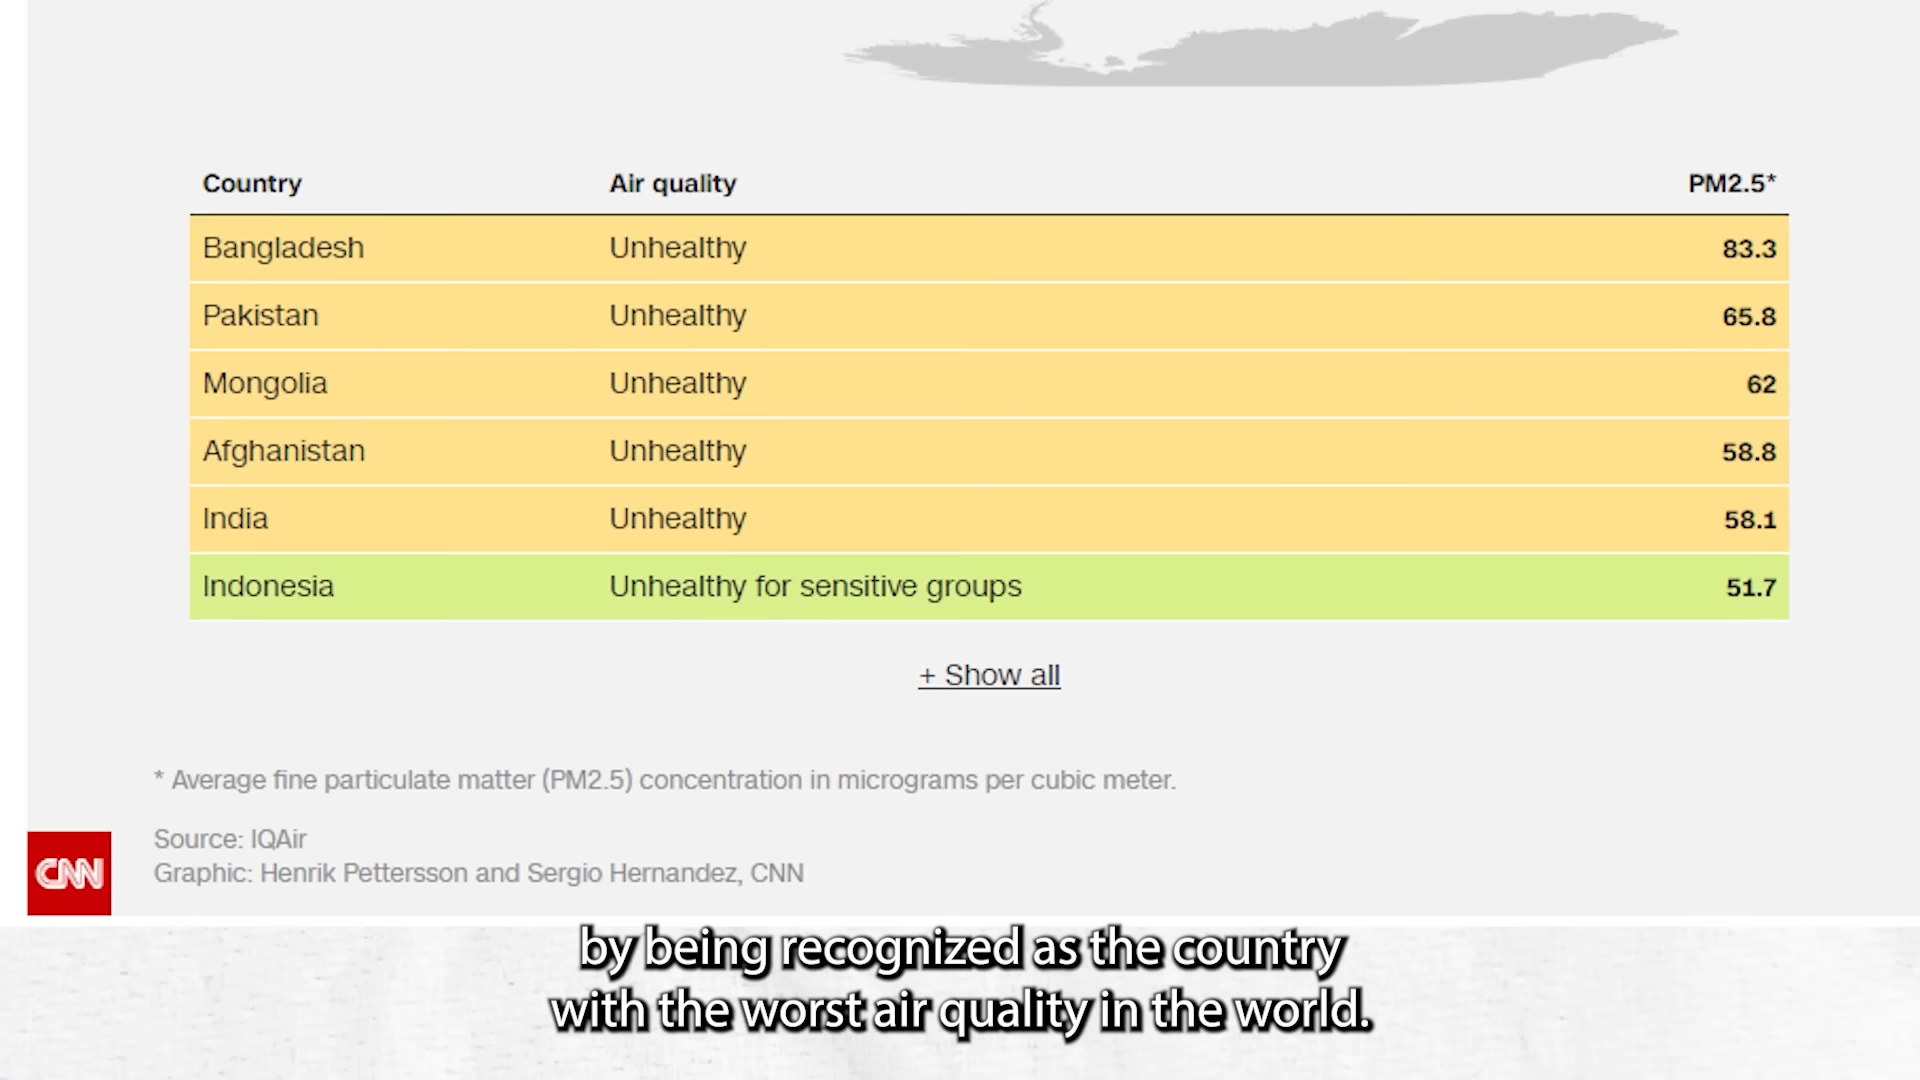 Country Air quality PM2.5*
Bangladesh Unhealthy 83.3
Pakistan Unhealthy 65.8
Mongolia Unhealthy 62
Afghanistan Unhealthy 58.8
India Unhealthy 58.1
Indonesia Unhealthy for sensitive groups 51.7
+ Show all
* Average fine particulate matter (PM2.5) concentration in micrograms per cubic meter.
Source: IQAir
Graphic: Henrik Pettersson and Sergio Hernandez, CNN
CNN
by being recognized as the country
with the worst air quality in the world.